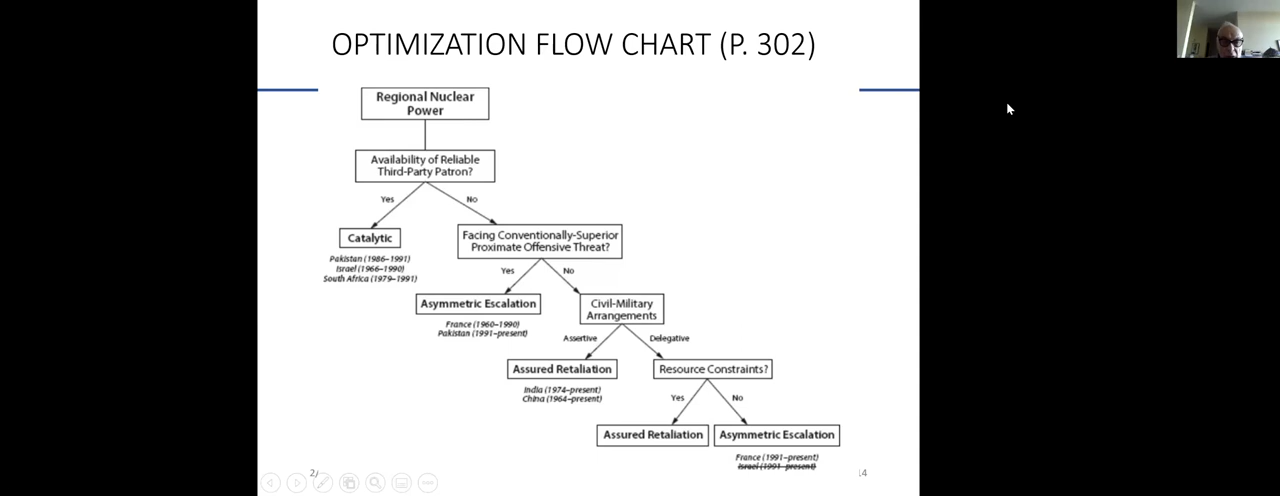 OPTIMIZATION FLOW CHART (P. 302)
Regional Nuclear
Power
Availability of Reliable
Third-Party Patron?
Yes
No
Catalytic
Pakistan (1986–1991)
Israel (1966–1990)
South Africa (1979–1991)
Facing Conventionally-Superior
Proximate Offensive Threat?
Yes
No
Asymmetric Escalation
France (1960–1990)
Pakistan (1991–present)
Civil-Military
Arrangements
Assertive
Delegative
Assured Retaliation
India (1974–present)
China (1964–present)
Resource Constraints?
Yes
No
Assured Retaliation
Asymmetric Escalation
France (1991–present)
Israel (1991–present)
2/
14